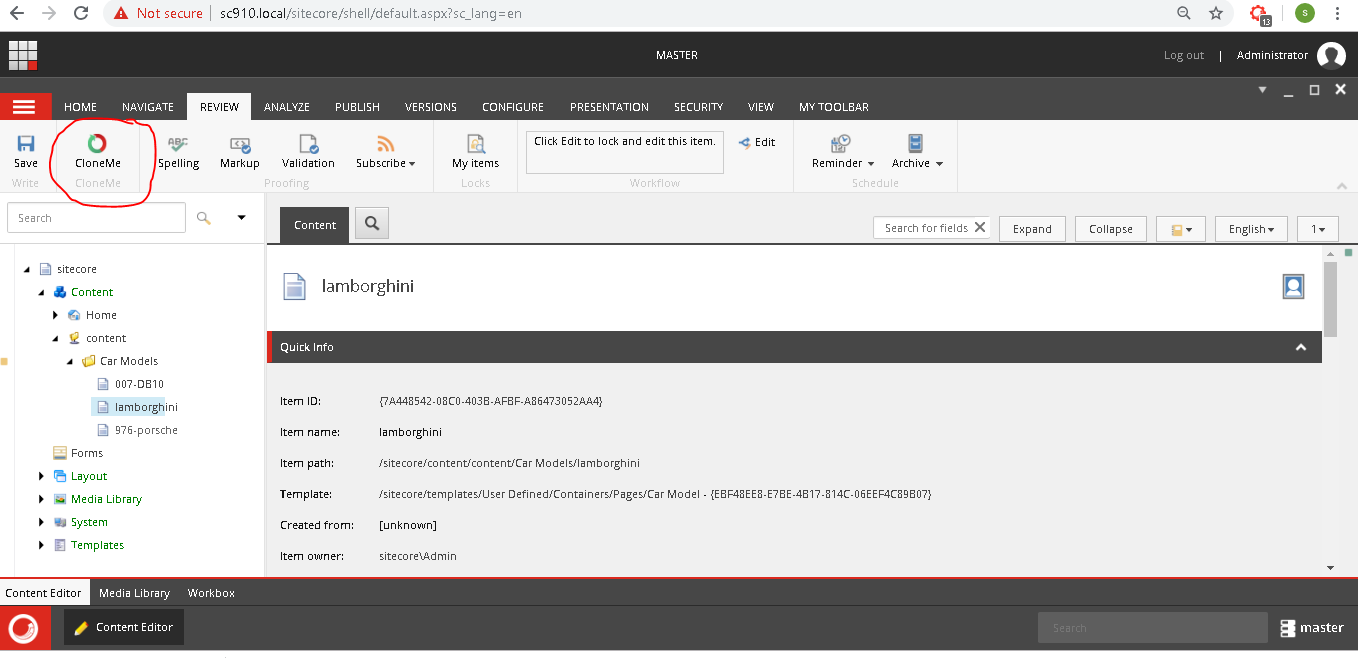 Not secure | sc910.local/sitecore/shell/default.aspx?sc_lang=en 13 s
MASTER Log out | Administrator
HOME NAVIGATE REVIEW ANALYZE PUBLISH VERSIONS CONFIGURE PRESENTATION SECURITY VIEW MY TOOLBAR
Click Edit to lock and edit this item. Edit
ABC
Save CloneMe Spelling Markup Validation Subscribe My items Reminder Archive
Write CloneMe Proofing Locks Workflow Schedule
Search Content Search for fields Expand Collapse English 1
sitecore
Content
Home
content
Car Models
007-DB10
lamborghini
976-porsche
Forms
Layout
Media Library
System
Templates
lamborghini
Quick Info
Item ID: {7A448542-08C0-403B-AFBF-A86473052AA4}
Item name: lamborghini
Item path: /sitecore/content/content/Car Models/lamborghini
Template: /sitecore/templates/User Defined/Containers/Pages/Car Model - {EBF48EE8-E7BE-4B17-814C-06EEF4C89B07}
Created from: [unknown]
Item owner: sitecore\Admin
Content Editor Media Library Workbox
Content Editor Search master